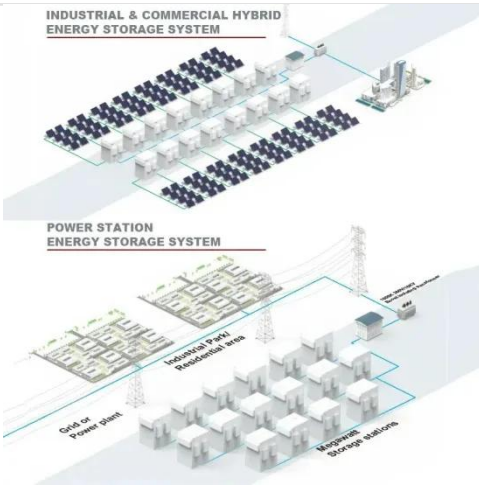 INDUSTRIAL & COMMERCIAL HYBRID
ENERGY STORAGE SYSTEM
POWER STATION
ENERGY STORAGE SYSTEM
Industrial Park/
Residential area
Grid or
Power plant
Megawatt
Storage stations